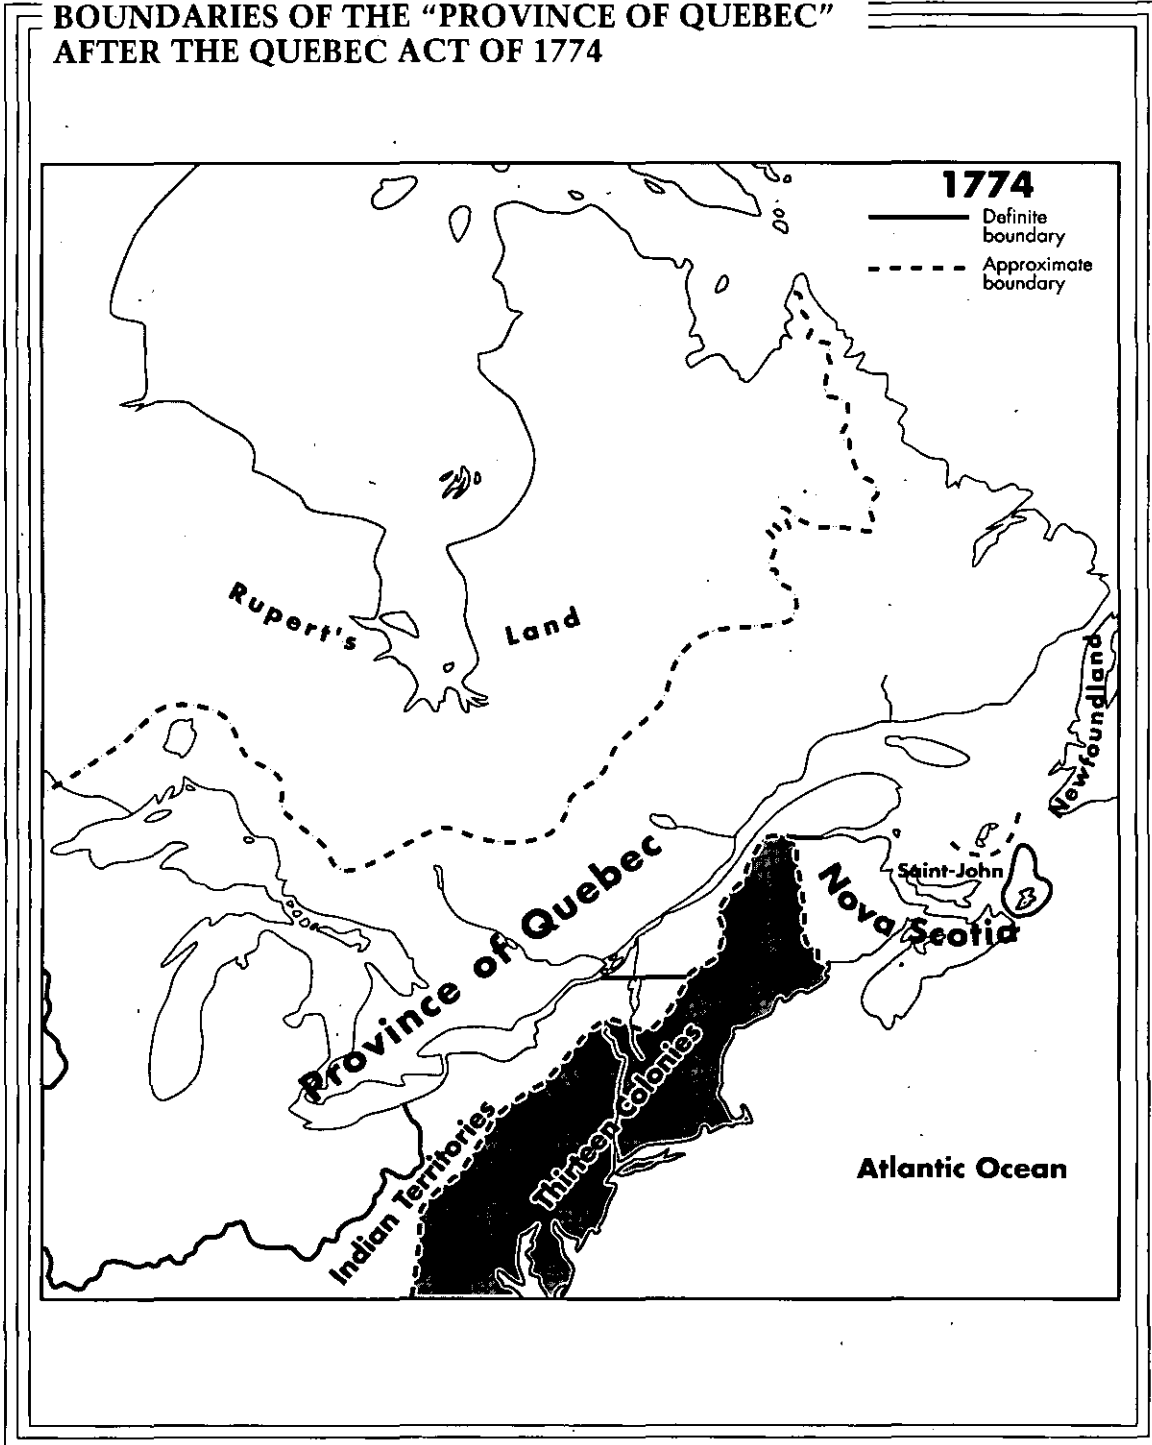 BOUNDARIES OF THE “PROVINCE OF QUEBEC”
AFTER THE QUEBEC ACT OF 1774
1774
Definite
boundary
Approximate
boundary
Rupert's Land
Newfoundland
Province of Quebec
Saint-John
Nova Scotia
Thirteen Colonies
Indian Territories
Atlantic Ocean